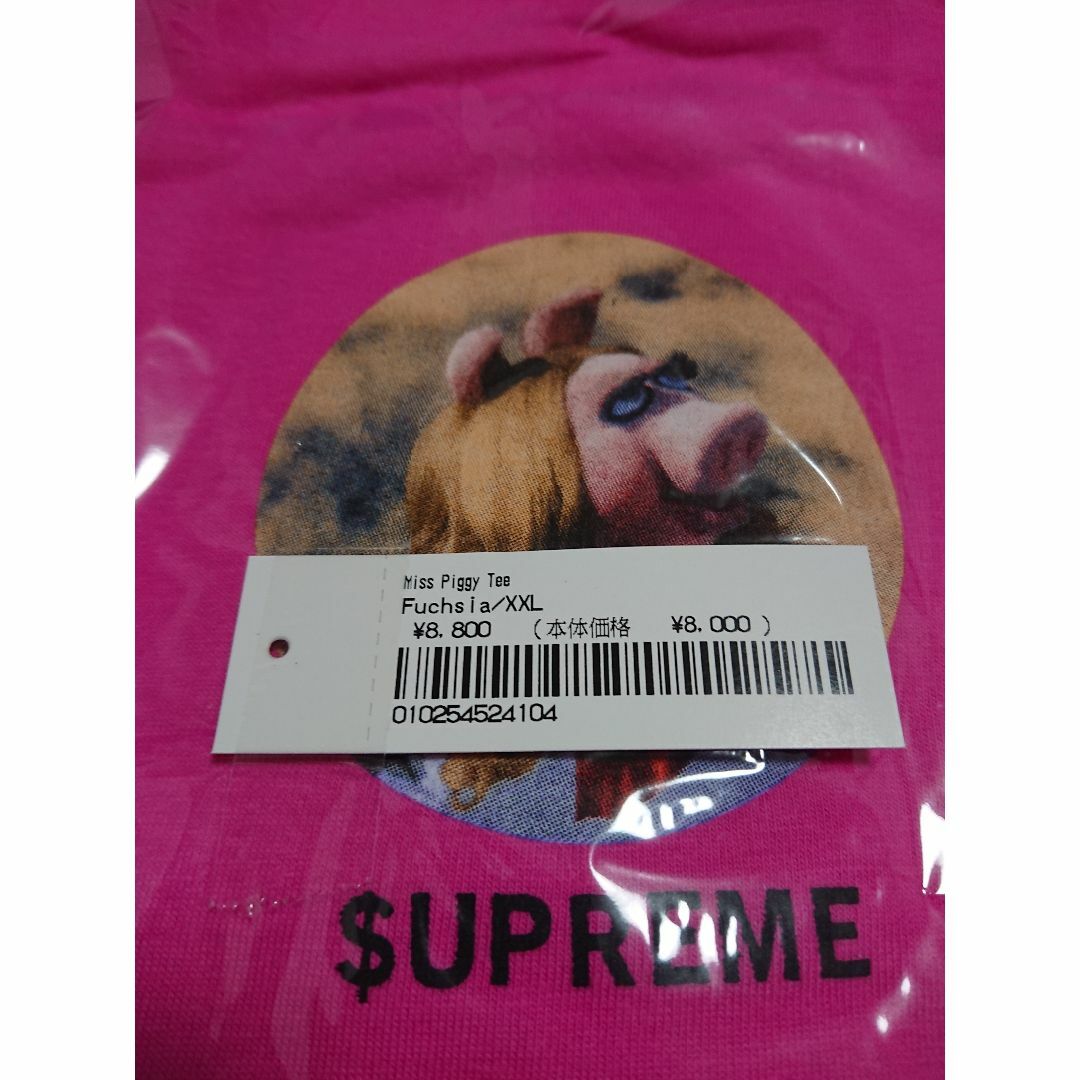 Miss Piggy Tee
Fuchsia/XXL
¥8,800 (本体価格 ¥8,000 )
010254524104
$UPREME